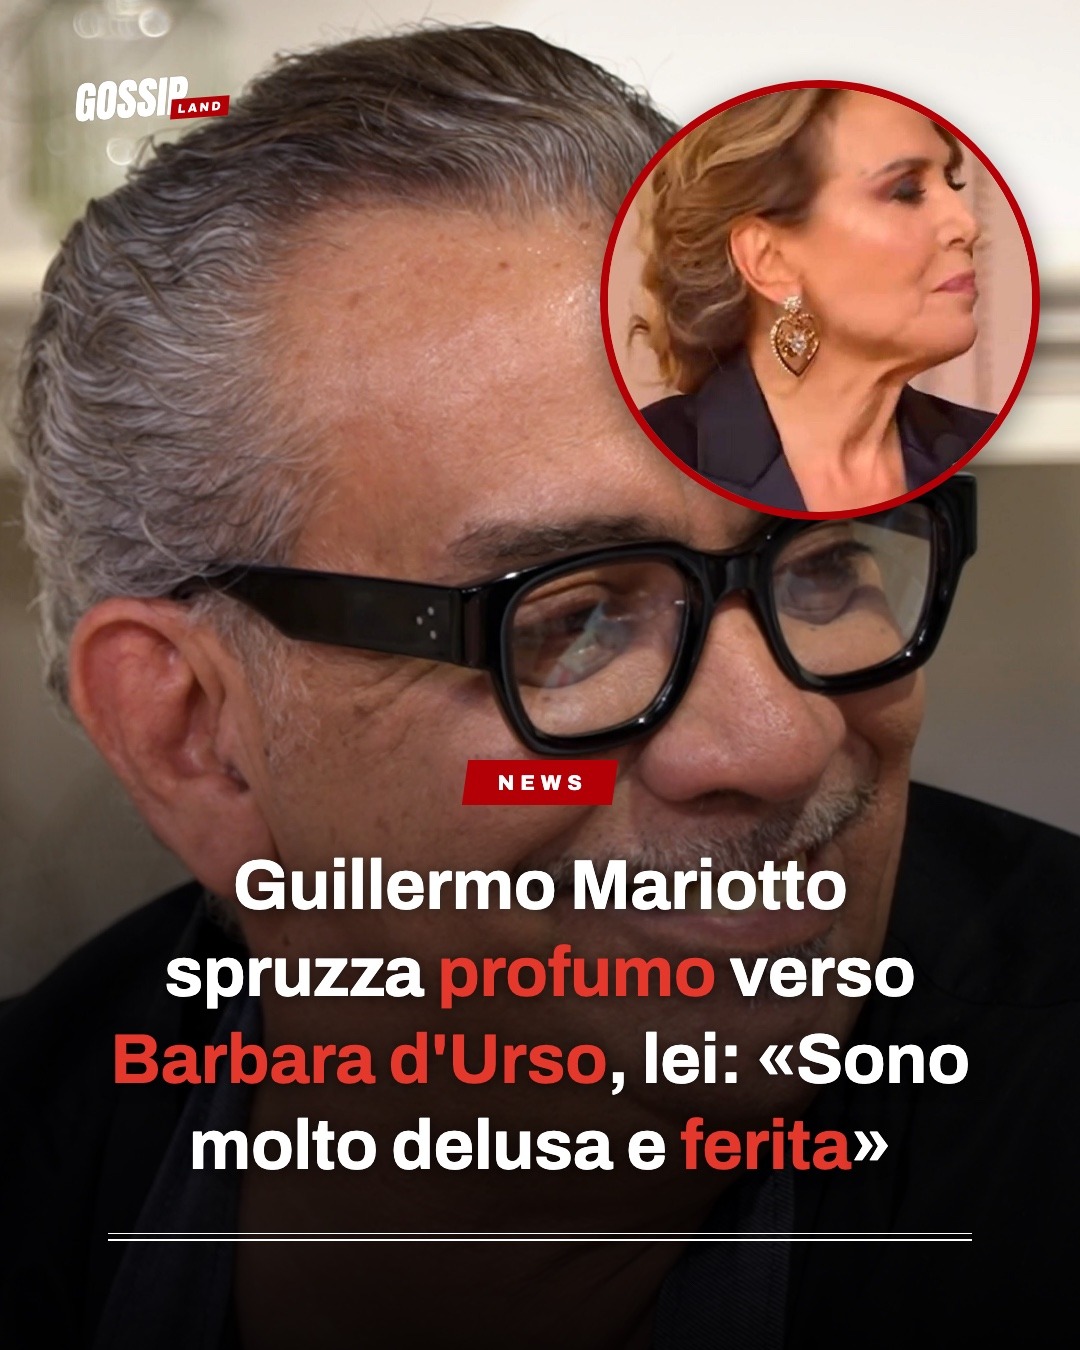 GOSSIP
LAND
NEWS
Guillermo Mariotto
spruzza profumo verso
Barbara d'Urso, lei: «Sono
molto delusa e ferita»